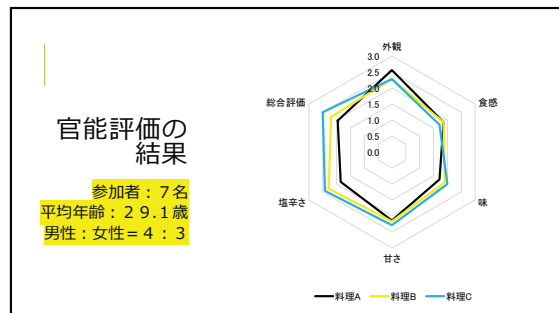 官能評価の
結果
参加者：７名
平均年齢：２９.1歳
男性：女性＝４：３
外観
3.0
2.5
2.0
1.5
1.0
0.5
0.0
食感
味
甘さ
塩辛さ
総合評価
料理A
料理B
料理C